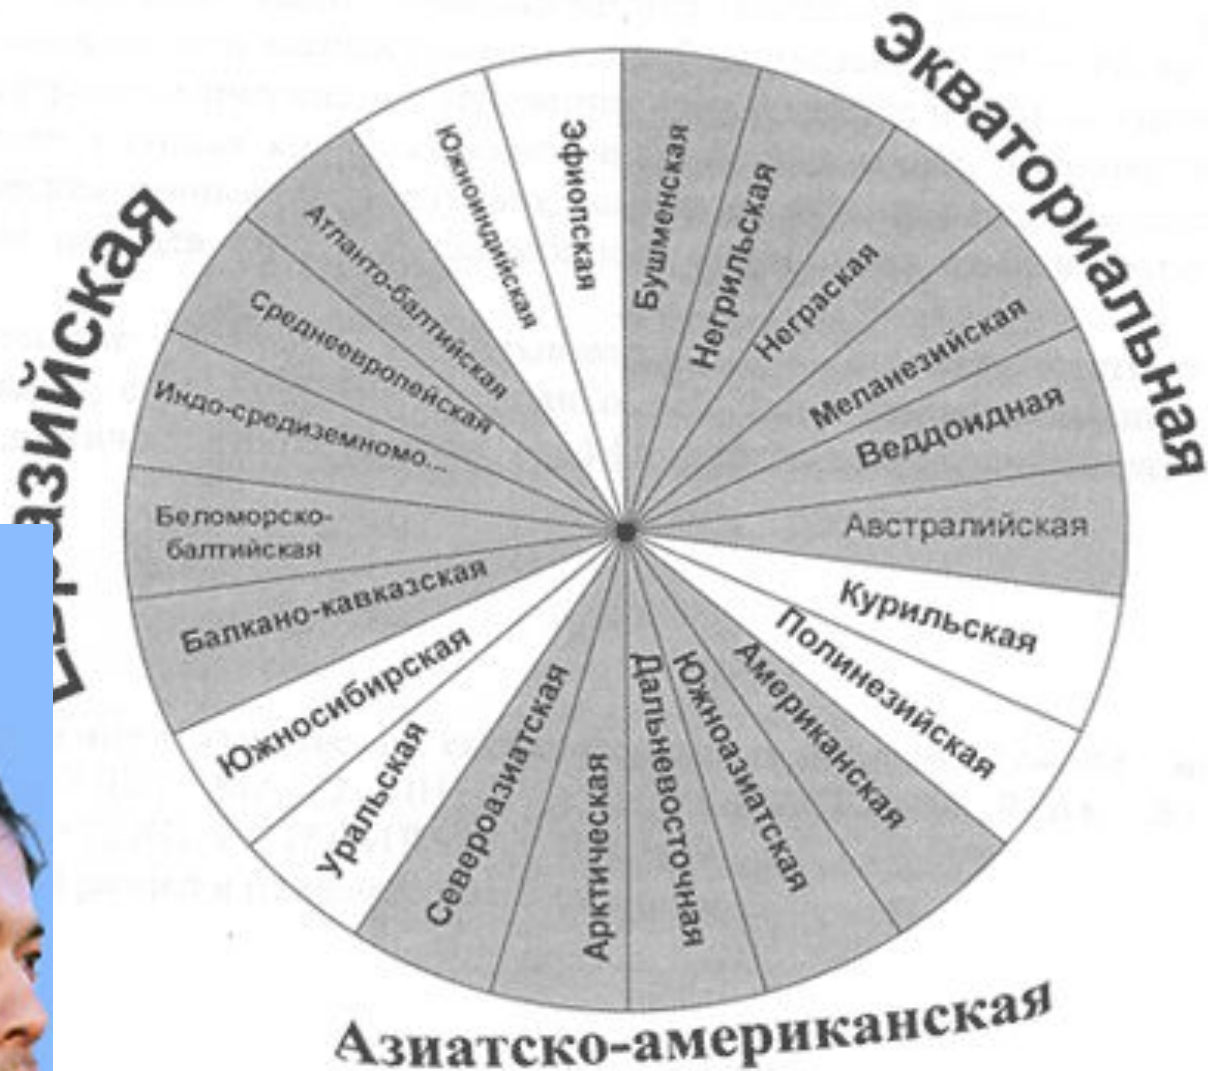 Экваториальная
Евразийская
Эфиопская
Южноиндийская
Атланто-балтийская
Среднеевропейская
Индо-средиземномо...
Беломорско-
балтийская
Балкано-кавказская
Южносибирская
Уральская
Североазиатская
Арктическая
Дальневосточная
Южноазиатская
Американская
Полинезийская
Курильская
Австралийская
Веддоидная
Меланезийская
Неграская
Негрильская
Бушменская
Азиатско-американская